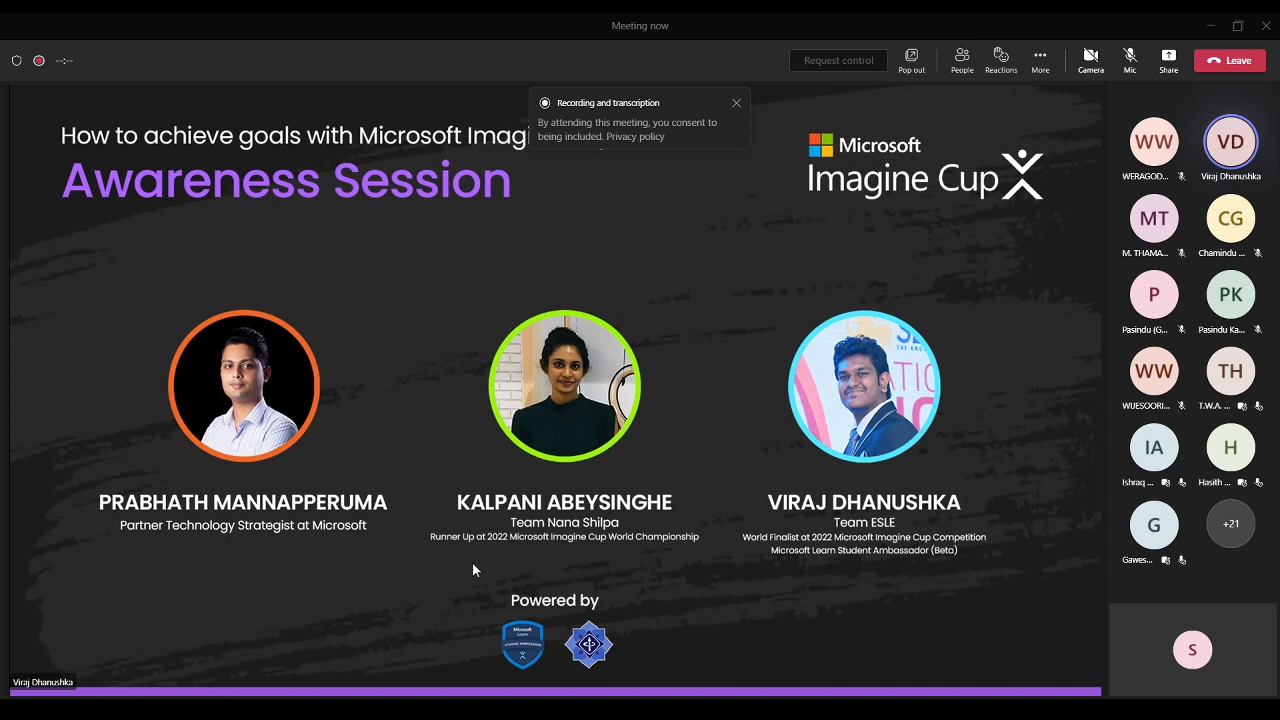 Meeting now
--:--
Request control
Pop out
People
Reactions
More
Camera
Mic
Share
Leave
Recording and transcription
By attending this meeting, you consent to
being included. Privacy policy
How to achieve goals with Microsoft Imagi
Awareness Session
Microsoft
Imagine Cup
PRABHATH MANNAPPERUMA
Partner Technology Strategist at Microsoft
KALPANI ABEYSINGHE
Team Nana Shilpa
Runner Up at 2022 Microsoft Imagine Cup World Championship
VIRAJ DHANUSHKA
Team ESLE
World Finalist at 2022 Microsoft Imagine Cup Competition
Microsoft Learn Student Ambassador (Beta)
Powered by
Microsoft
Learn
STUDENT AMBASSADOR
Viraj Dhanushka
WW
WERAGOD...
VD
Viraj Dhanushka
MT
M. THAMA...
CG
Chamindu ...
P
Pasindu (G...
PK
Pasindu Ka...
WW
WIJESOORI...
TH
T.W.A. ...
IA
Ishraq ...
H
Hasith ...
G
Gawes...
+21
S